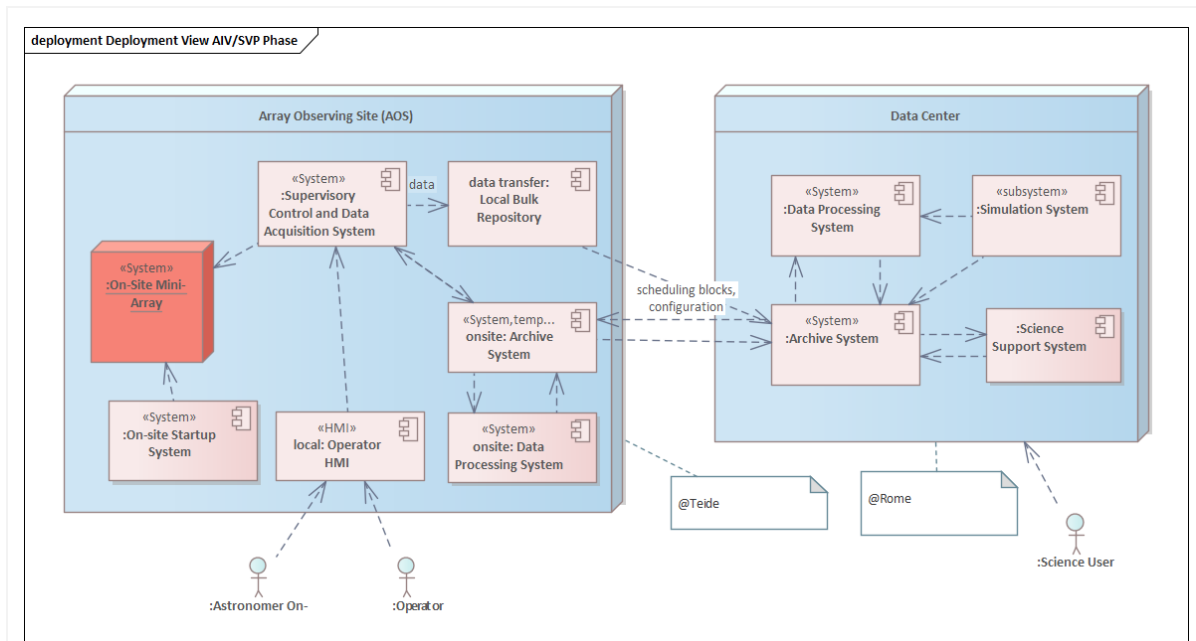 deployment Deployment View AIV/SVP Phase
Array Observing Site (AOS)
«System»
:Supervisory
Control and Data
Acquisition System
data
data transfer:
Local Bulk
Repository
«System»
:On-Site Mini-
Array
«System,temp...
onsite: Archive
System
«System»
:On-site Startup
System
«HMI»
local: Operator
HMI
«System»
onsite: Data
Processing System
scheduling blocks,
configuration
Data Center
«System»
:Data Processing
System
«subsystem»
:Simulation System
«System»
:Archive System
:Science
Support System
@Teide
@Rome
:Astronomer On-
:Operator
:Science User